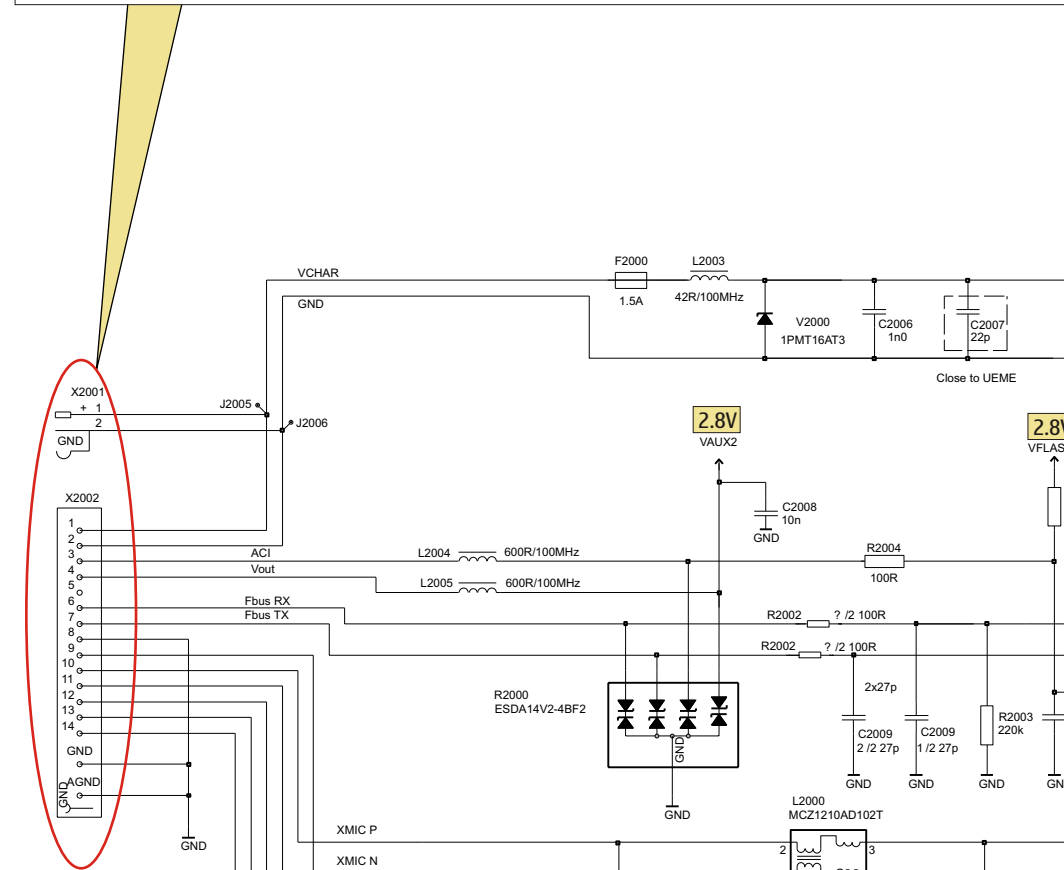 VCHAR
GND
F2000
1.5A
L2003
42R/100MHz
V2000
1PMT16AT3
C2006
1n0
C2007
22p
Close to UEME
X2001
+ 1
2
GND
J2005
J2006
2.8V
VAUX2
C2008
10n
GND
X2002
1
2
3
4
5
6
7
8
9
10
11
12
13
14
GND
AGND
GND
GND
ACI
Vout
Fbus RX
Fbus TX
L2004
600R/100MHz
L2005
600R/100MHz
R2004
100R
R2002
? /2 100R
R2002
? /2 100R
R2000
ESDA14V2-4BF2
GND
GND
2x27p
C2009
2 /2 27p
GND
C2009
1 /2 27p
GND
R2003
220k
GND
XMIC P
XMIC N
L2000
MCZ1210AD102T
2
3